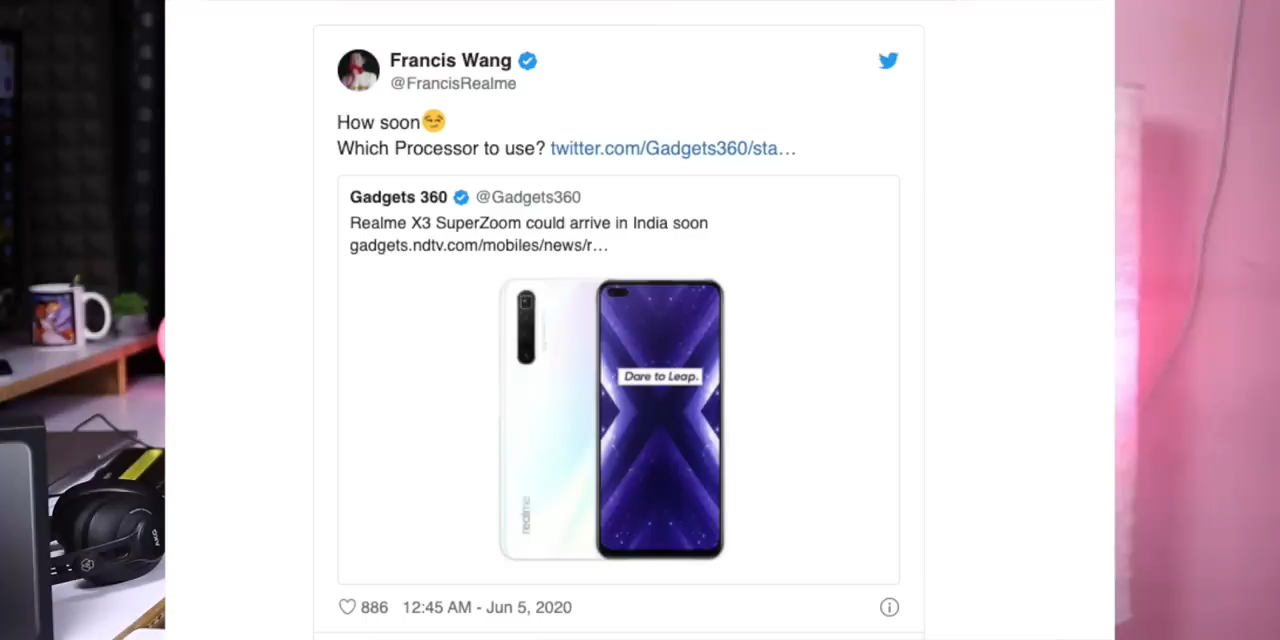 Francis Wang
@FrancisRealme
How soon😏
Which Processor to use? twitter.com/Gadgets360/sta…
Gadgets 360 @Gadgets360
Realme X3 SuperZoom could arrive in India soon
gadgets.ndtv.com/mobiles/news/r…
Dare to Leap.
realme
886 12:45 AM - Jun 5, 2020
AKG